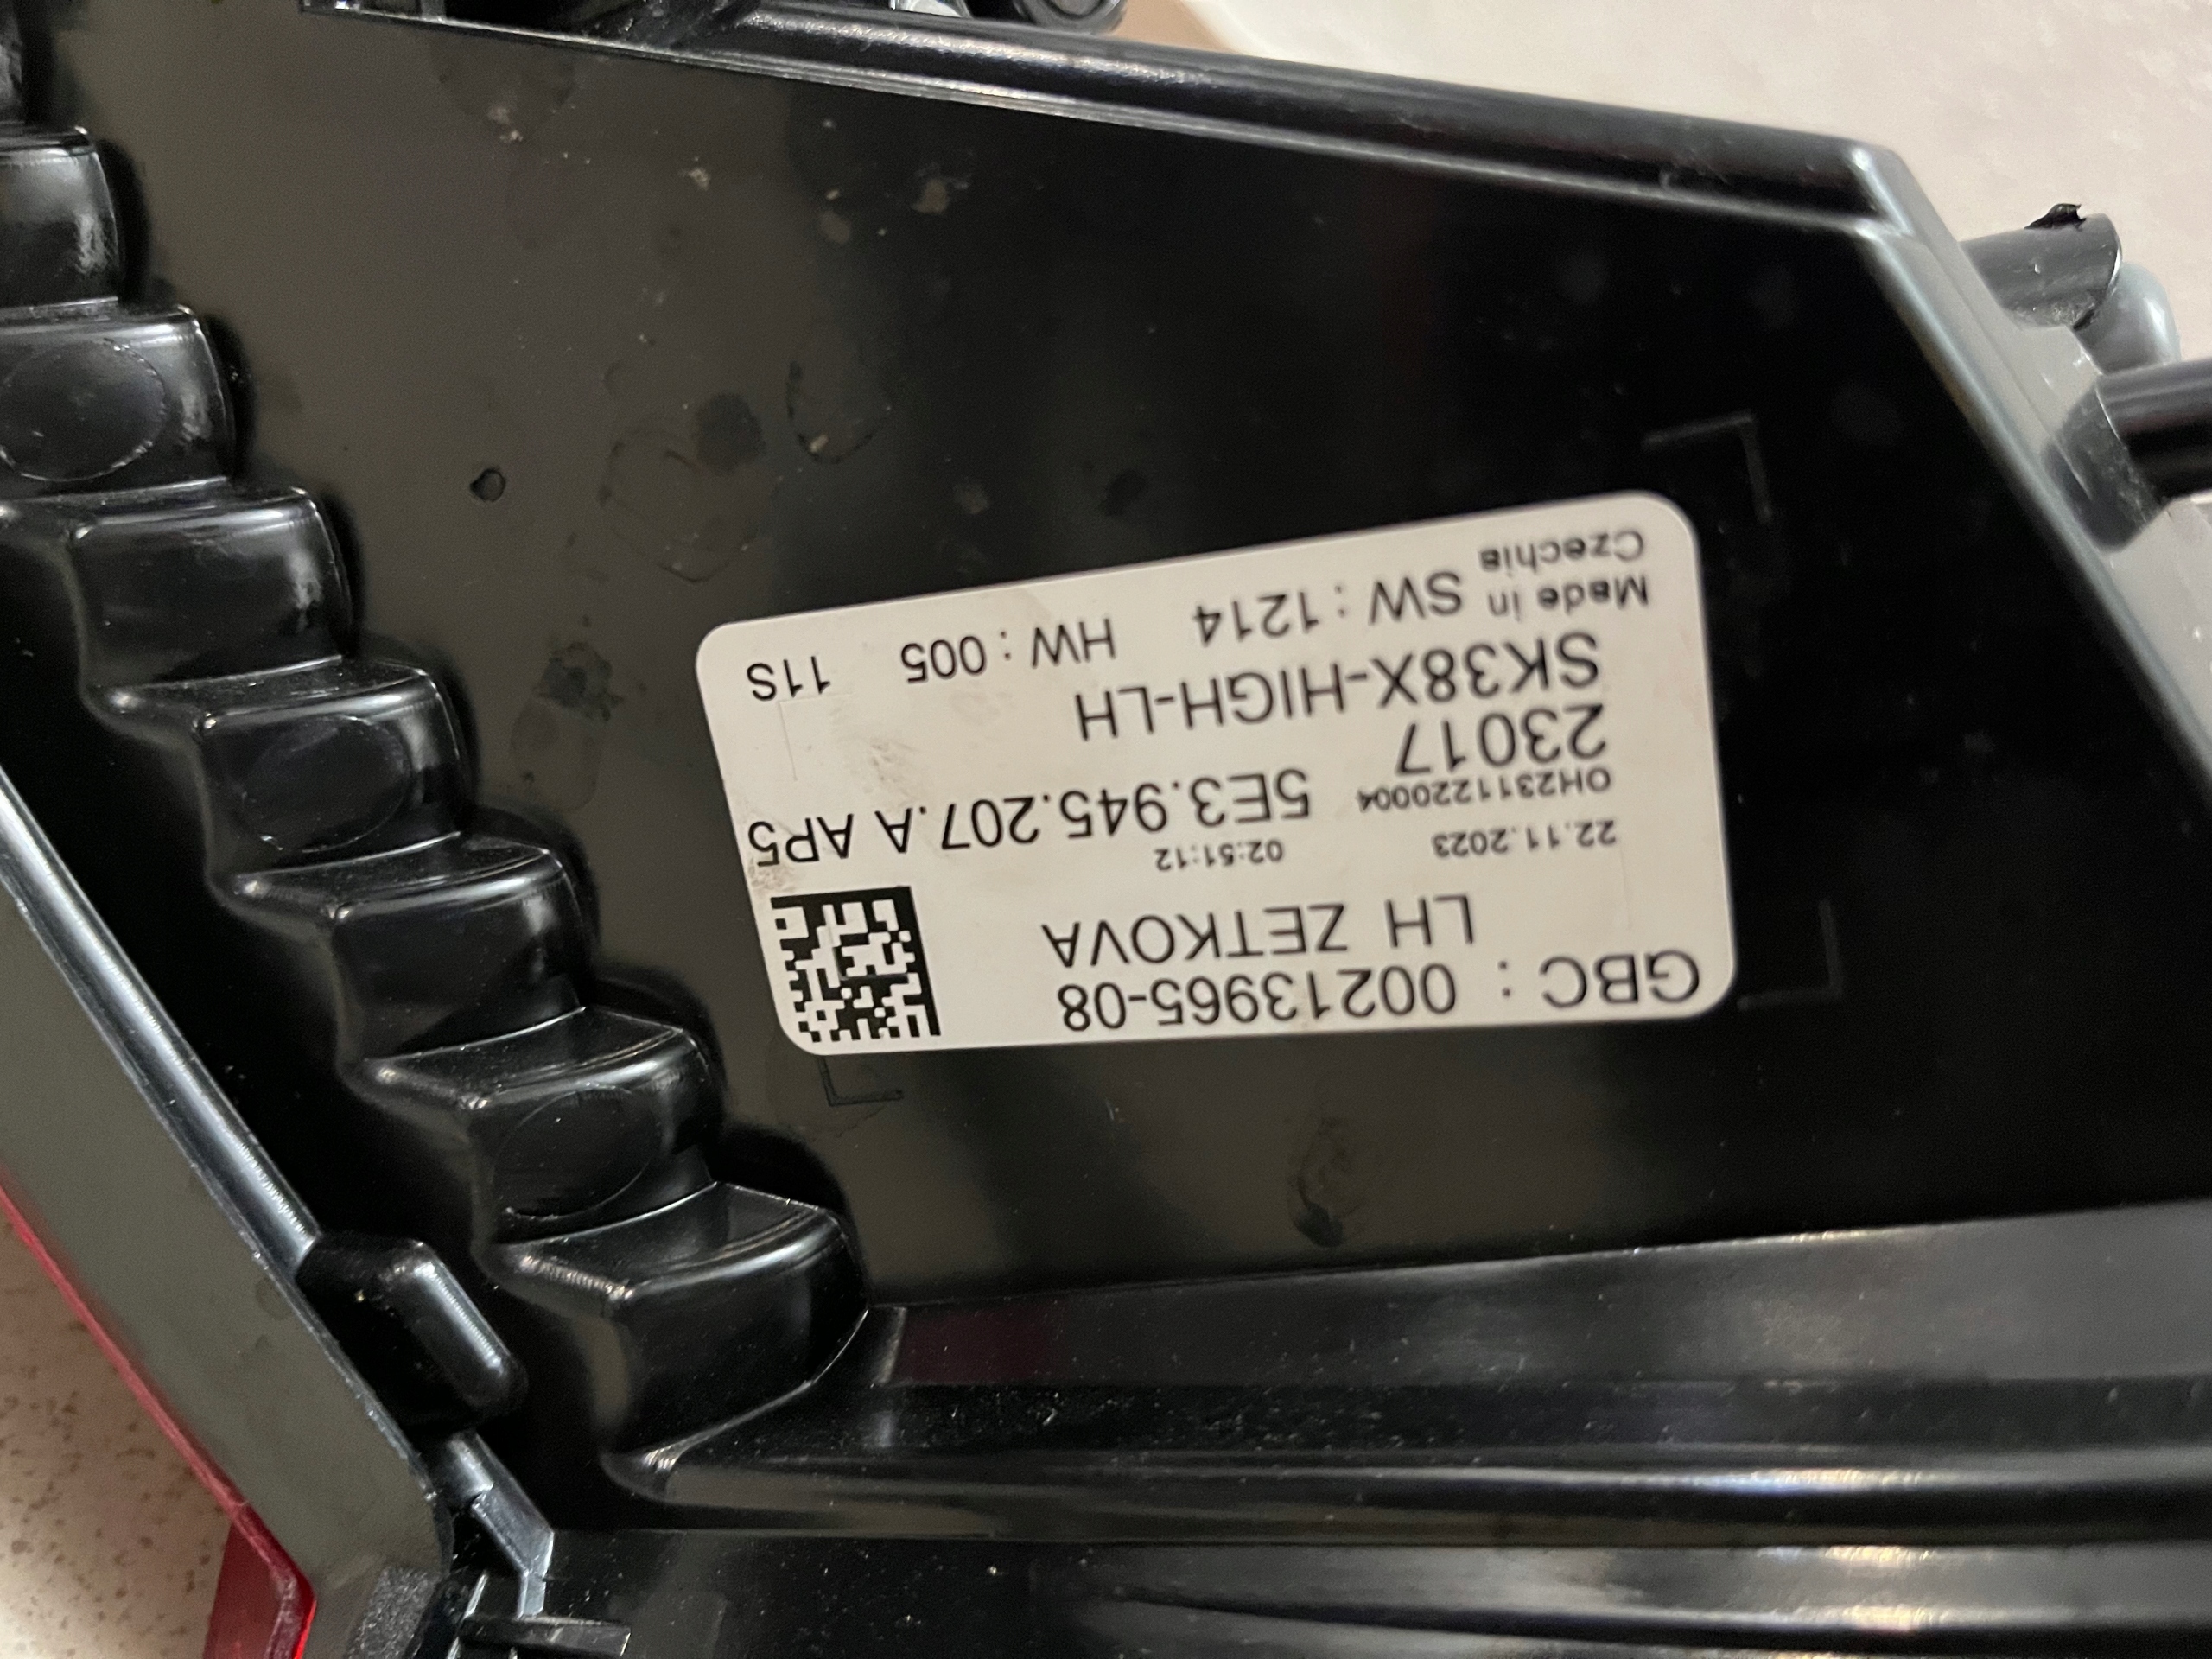 GBC : 00213965-08
LH ZETKOVA
22.11.2023 02:51:12
OH2311220004 5E3.945.207.A AP5
23017
SK38X-HIGH-LH
Made in Czechia SW : 1214 HW : 005 11S